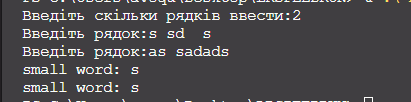 Введіть скільки рядків ввести:2
Введіть рядок:s sd  s
Введіть рядок:as sadads
small word: s
small word: s